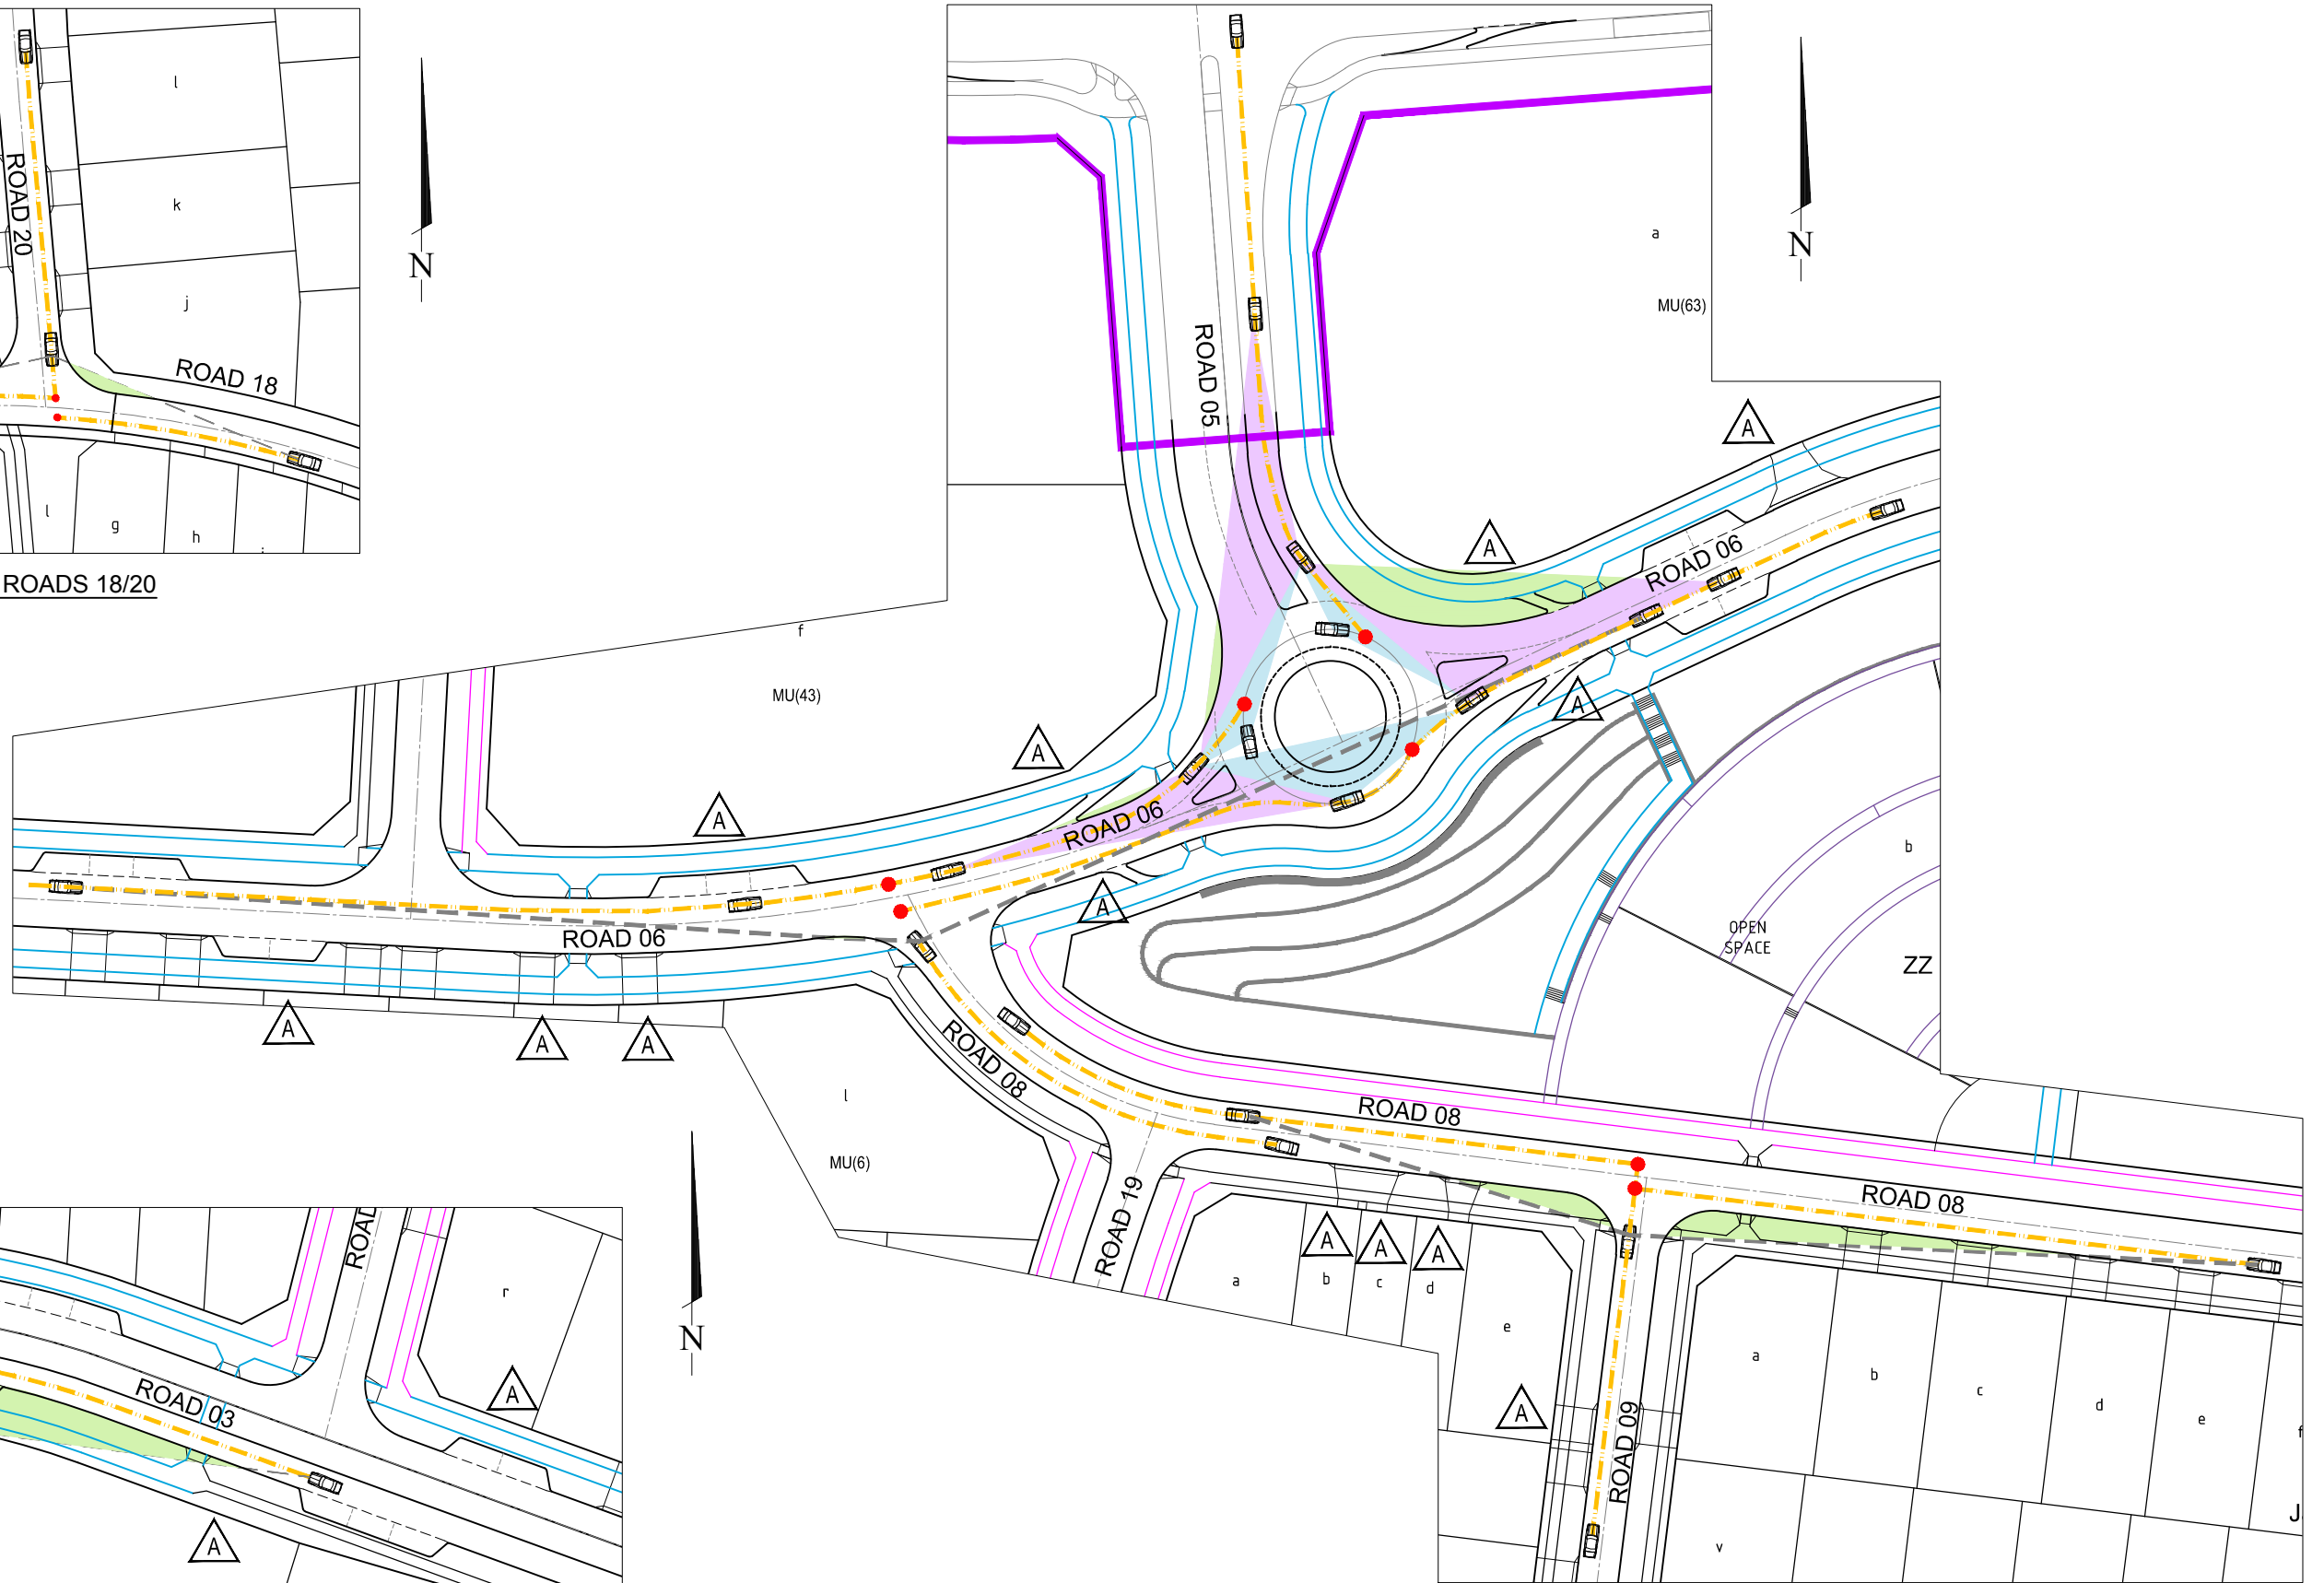 l
k
j
ROAD 20
ROAD 18
l
g
h
ROADS 18/20
N
N
a
MU(63)
ROAD 05
A
A
ROAD 06
f
MU(43)
A
A
A
A
ROAD 06
ROAD 06
b
OPEN
SPACE
ZZ
A
A
A
ROAD 08
ROAD 08
ROAD 08
l
MU(6)
ROAD 19
A
A
A
a
b
c
d
e
A
ROAD 09
a
b
c
d
e
f
v
J
N
ROAD
r
A
ROAD 03
A